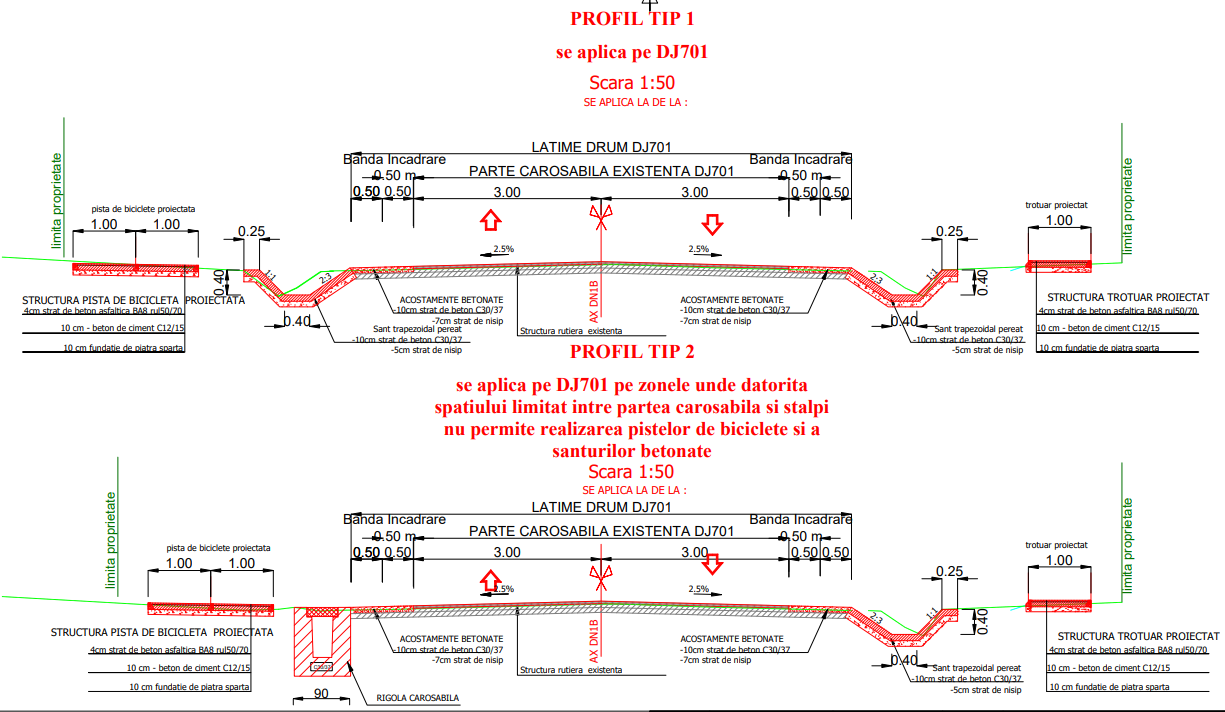 PROFIL TIP 1
se aplica pe DJ701
Scara 1:50
SE APLICA LA DE LA :
LATIME DRUM DJ701
Banda Incadrare
Banda Incadrare
0.50 m
PARTE CAROSABILA EXISTENTA DJ701
0.50 m
0.50 0.50
3.00
3.00
0.50 0.50
limita proprietate
pista de biciclete proiectata
1.00
1.00
0.25
2.5%
2.5%
0.25
trotuar proiectat
1.00
limita proprietate
0.40
1:1
2:3
2:3
1:1
0.40
0.40
0.40
AX DN1B
STRUCTURA PISTA DE BICICLETA PROIECTATA
4cm strat de beton asfaltica BA8 rul50/70
10 cm - beton de ciment C12/15
10 cm fundatie de piatra sparta
ACOSTAMENTE BETONATE
-10cm strat de beton C30/37
-7cm strat de nisip
Sant trapezoidal pereat
-10cm strat de beton C30/37
-5cm strat de nisip
Structura rutiera existenta
ACOSTAMENTE BETONATE
-10cm strat de beton C30/37
-7cm strat de nisip
Sant trapezoidal pereat
-10cm strat de beton C30/37
-5cm strat de nisip
STRUCTURA TROTUAR PROIECTAT
4cm strat de beton asfaltica BA8 rul50/70
10 cm - beton de ciment C12/15
10 cm fundatie de piatra sparta
PROFIL TIP 2
se aplica pe DJ701 pe zonele unde datorita
spatiului limitat intre partea carosabila si stalpi
nu permite realizarea pistelor de biciclete si a
santurilor betonate
Scara 1:50
SE APLICA LA DE LA :
LATIME DRUM DJ701
Banda Incadrare
Banda Incadrare
0.50 m
PARTE CAROSABILA EXISTENTA DJ701
0.50 m
0.50 0.50
3.00
3.00
0.50 0.50
limita proprietate
pista de biciclete proiectata
1.00
1.00
2.5%
2.5%
0.25
trotuar proiectat
1.00
limita proprietate
2:3
1:1
0.40
0.40
AX DN1B
STRUCTURA PISTA DE BICICLETA PROIECTATA
4cm strat de beton asfaltica BA8 rul50/70
10 cm - beton de ciment C12/15
10 cm fundatie de piatra sparta
90
RIGOLA CAROSABILA
ACOSTAMENTE BETONATE
-10cm strat de beton C30/37
-7cm strat de nisip
Structura rutiera existenta
ACOSTAMENTE BETONATE
-10cm strat de beton C30/37
-7cm strat de nisip
Sant trapezoidal pereat
-10cm strat de beton C30/37
-5cm strat de nisip
STRUCTURA TROTUAR PROIECTAT
4cm strat de beton asfaltica BA8 rul50/70
10 cm - beton de ciment C12/15
10 cm fundatie de piatra sparta